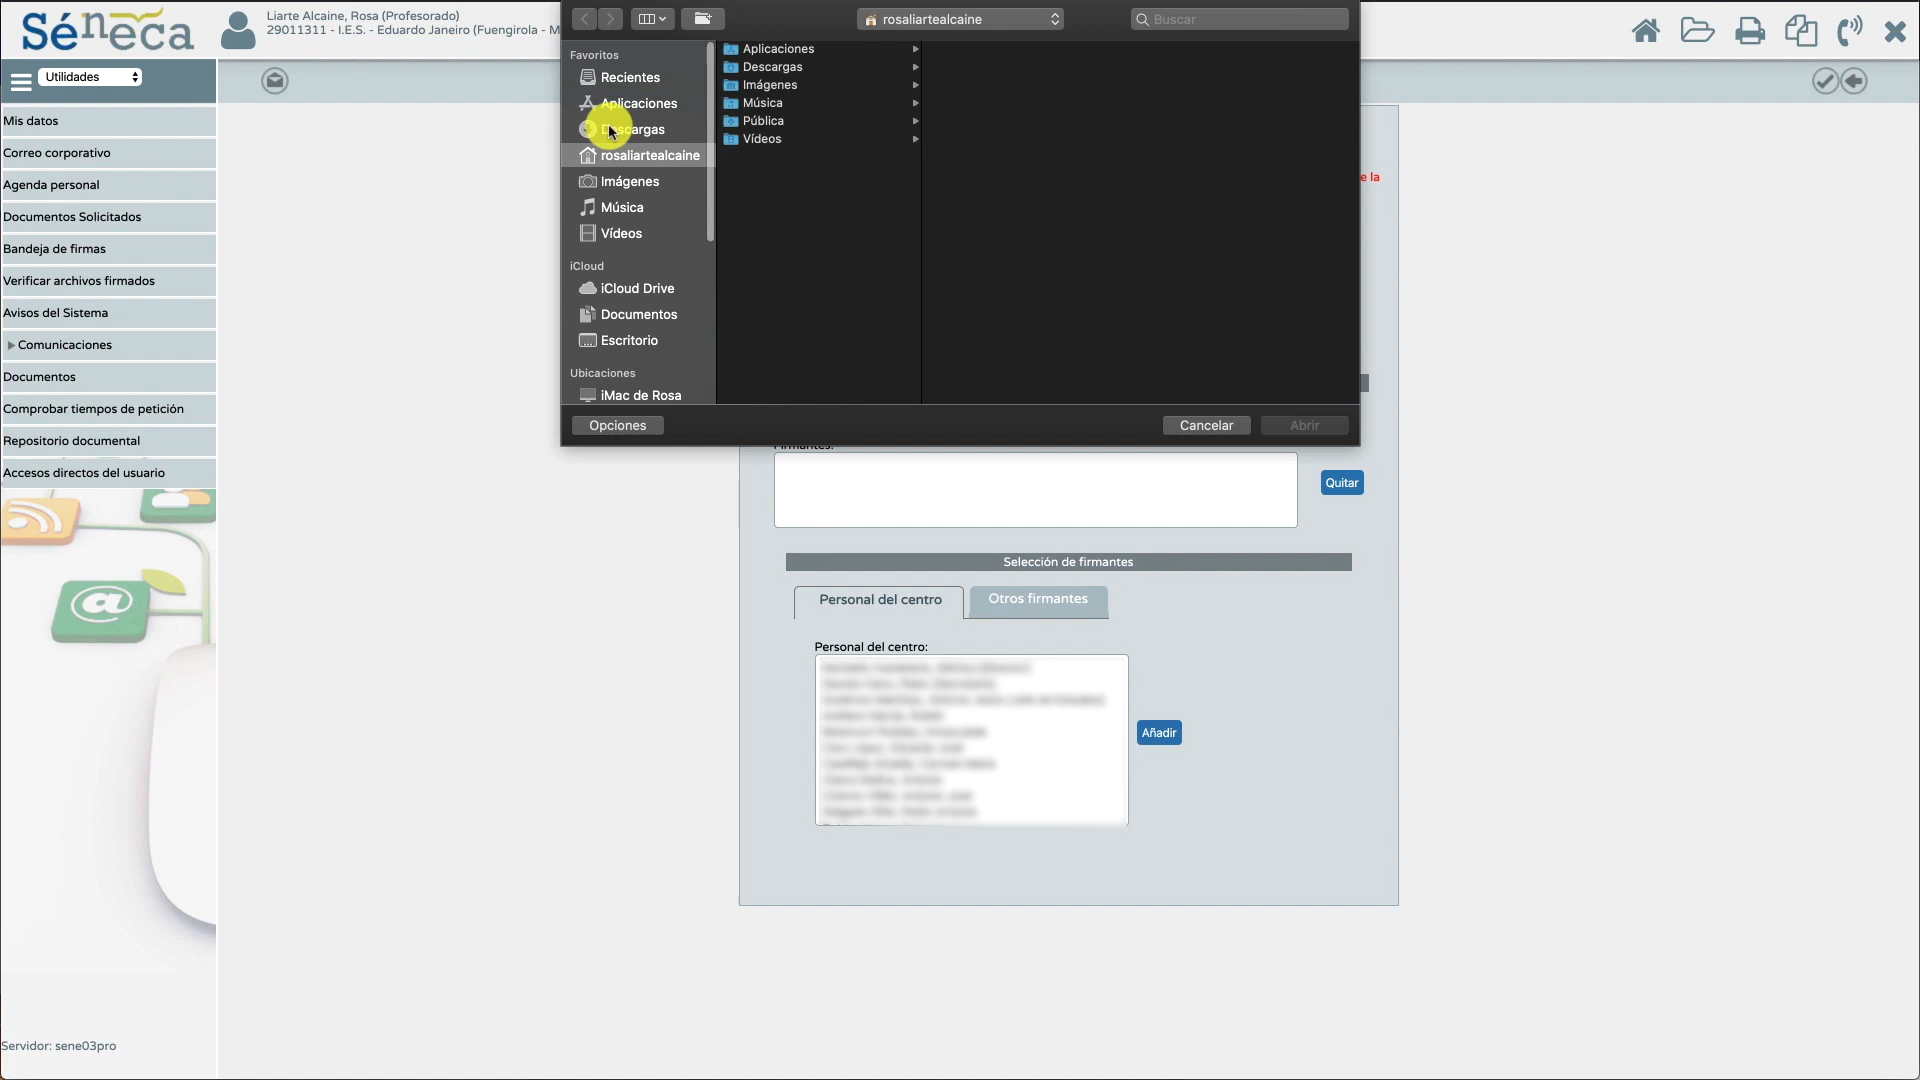 Séneca
Liarte Alcaine, Rosa (Profesorado)
29011311 - I.E.S. - Eduardo Janeiro (Fuengirola - M
Utilidades
Mis datos
Correo corporativo
Agenda personal
Documentos Solicitados
Bandeja de firmas
Verificar archivos firmados
Avisos del Sistema
Comunicaciones
Documentos
Comprobar tiempos de petición
Repositorio documental
Accesos directos del usuario
Servidor: sene03pro
rosaliartealcaine
Buscar
Favoritos
Recientes
Aplicaciones
Descargas
rosaliartealcaine
Imágenes
Música
Vídeos
iCloud
iCloud Drive
Documentos
Escritorio
Ubicaciones
iMac de Rosa
Aplicaciones
Descargas
Imágenes
Música
Pública
Vídeos
Opciones
Cancelar
Abrir
e la
Firmantes:
Quitar
Selección de firmantes
Personal del centro
Otros firmantes
Personal del centro:
Añadir